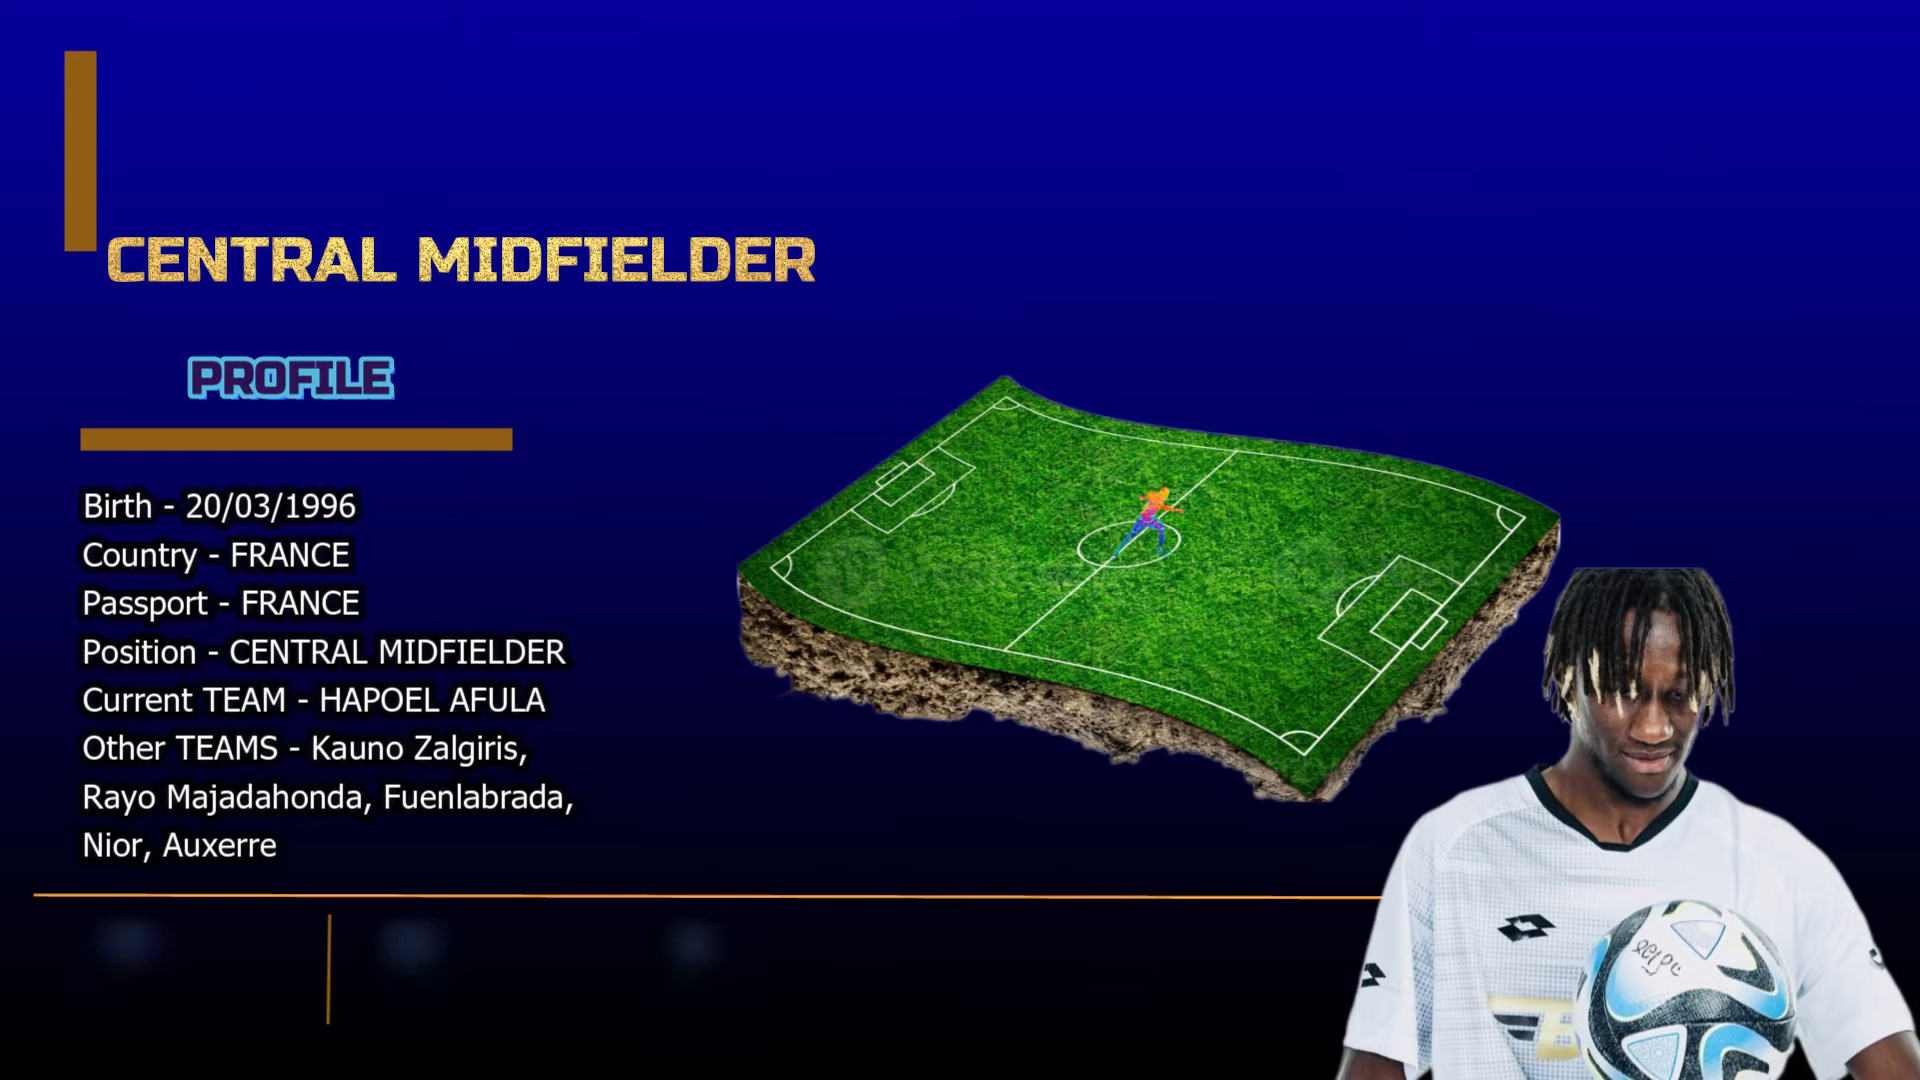 CENTRAL MIDFIELDER
PROFILE
Birth - 20/03/1996
Country - FRANCE
Passport - FRANCE
Position - CENTRAL MIDFIELDER
Current TEAM - HAPOEL AFULA
Other TEAMS - Kauno Zalgiris,
Rayo Majadahonda, Fuenlabrada,
Nior, Auxerre